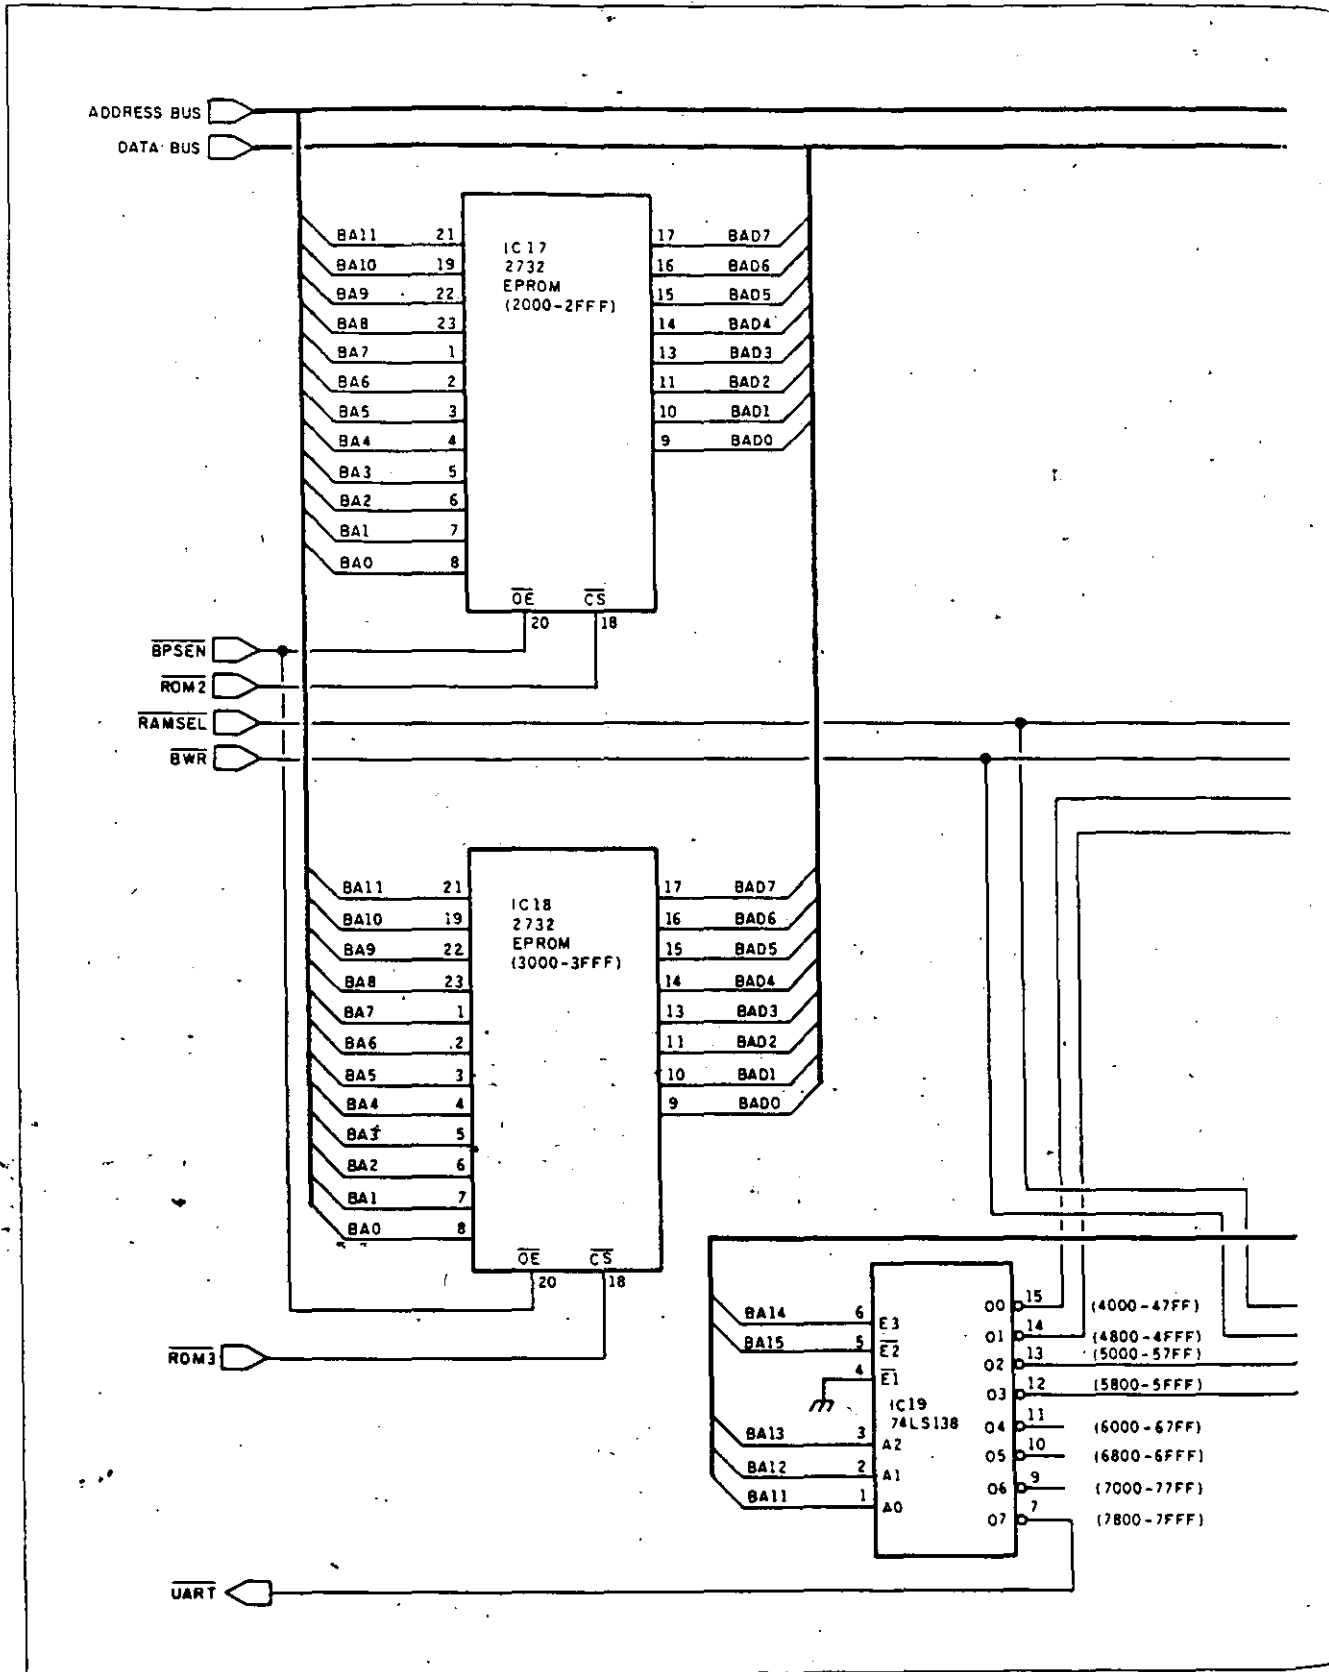 ADDRESS BUS
DATA BUS
BA11 21
BA10 19
BA9 22
BA8 23
BA7 1
BA6 2
BA5 3
BA4 4
BA3 5
BA2 6
BA1 7
BA0 8
IC17
2732
EPROM
(2000-2FFF)
17 BAD7
16 BAD6
15 BAD5
14 BAD4
13 BAD3
11 BAD2
10 BAD1
9 BAD0
OE CS
20 18
BPSEN
ROM2
RAMSEL
BWR
BA11 21
BA10 19
BA9 22
BA8 23
BA7 1
BA6 2
BA5 3
BA4 4
BA3 5
BA2 6
BA1 7
BA0 8
IC18
2732
EPROM
(3000-3FFF)
17 BAD7
16 BAD6
15 BAD5
14 BAD4
13 BAD3
11 BAD2
10 BAD1
9 BAD0
OE CS
20 18
ROM3
BA14 6 E3
BA15 5 E2
4 E1
IC19
74LS138
BA13 3 A2
BA12 2 A1
BA11 1 A0
O0 15 (4000-47FF)
O1 14 (4800-4FFF)
O2 13 (5000-57FF)
O3 12 (5800-5FFF)
O4 11 (6000-67FF)
O5 10 (6800-6FFF)
O6 9 (7000-77FF)
O7 7 (7800-7FFF)
UART